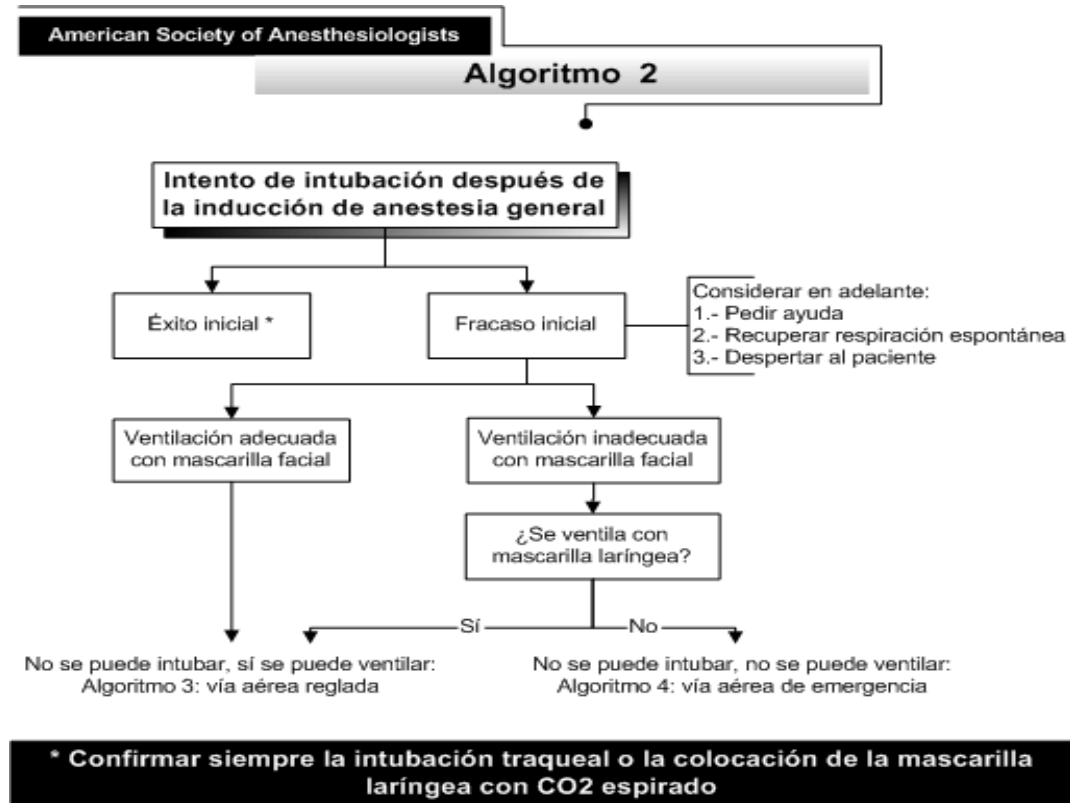 American Society of Anesthesiologists
Algoritmo 2
Intento de intubación después de
la inducción de anestesia general
Éxito inicial *
Fracaso inicial
Considerar en adelante:
1.- Pedir ayuda
2.- Recuperar respiración espontánea
3.- Despertar al paciente
Ventilación adecuada
con mascarilla facial
Ventilación inadecuada
con mascarilla facial
¿Se ventila con
mascarilla laríngea?
Sí
No
No se puede intubar, sí se puede ventilar:
Algoritmo 3: vía aérea reglada
No se puede intubar, no se puede ventilar:
Algoritmo 4: vía aérea de emergencia
* Confirmar siempre la intubación traqueal o la colocación de la mascarilla
laríngea con CO2 espirado